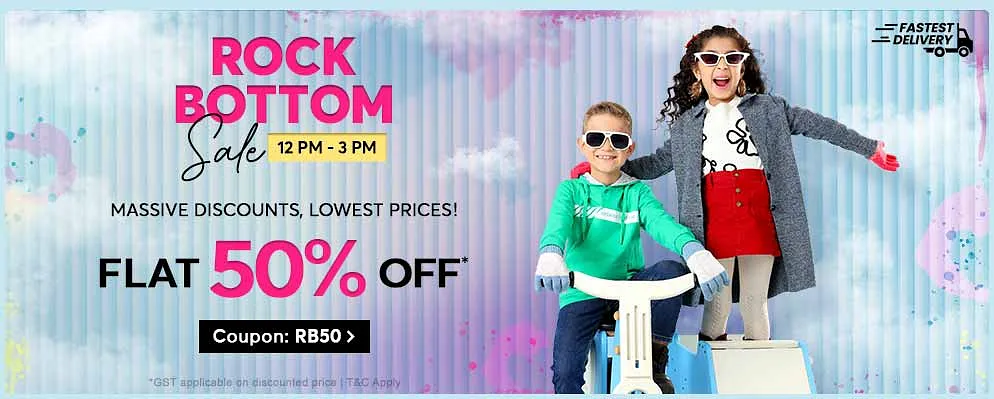 ROCK
BOTTOM
Sale 12 PM - 3 PM
MASSIVE DISCOUNTS, LOWEST PRICES!
FLAT 50% OFF*
Coupon: RB50 >
*GST applicable on discounted price | T&C Apply
FASTEST
DELIVERY